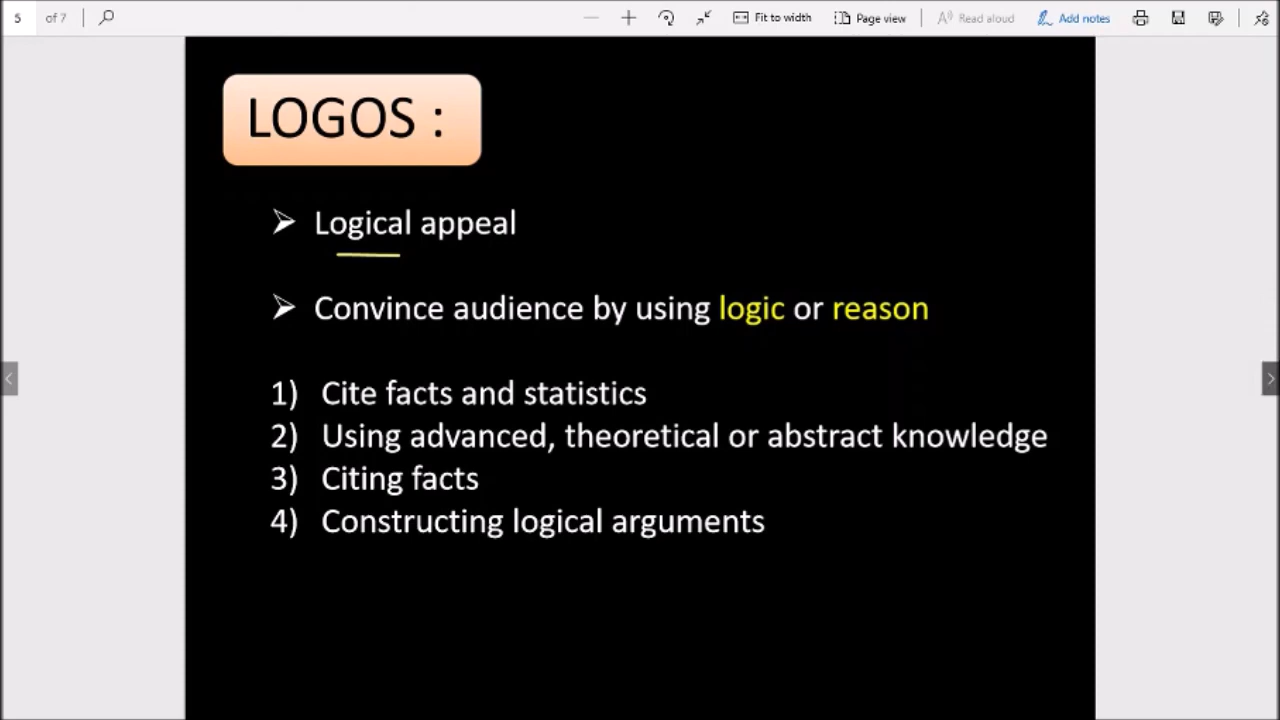 5 of 7 Fit to width Page view Read aloud Add notes
LOGOS :
Logical appeal
Convince audience by using logic or reason
1) Cite facts and statistics
2) Using advanced, theoretical or abstract knowledge
3) Citing facts
4) Constructing logical arguments